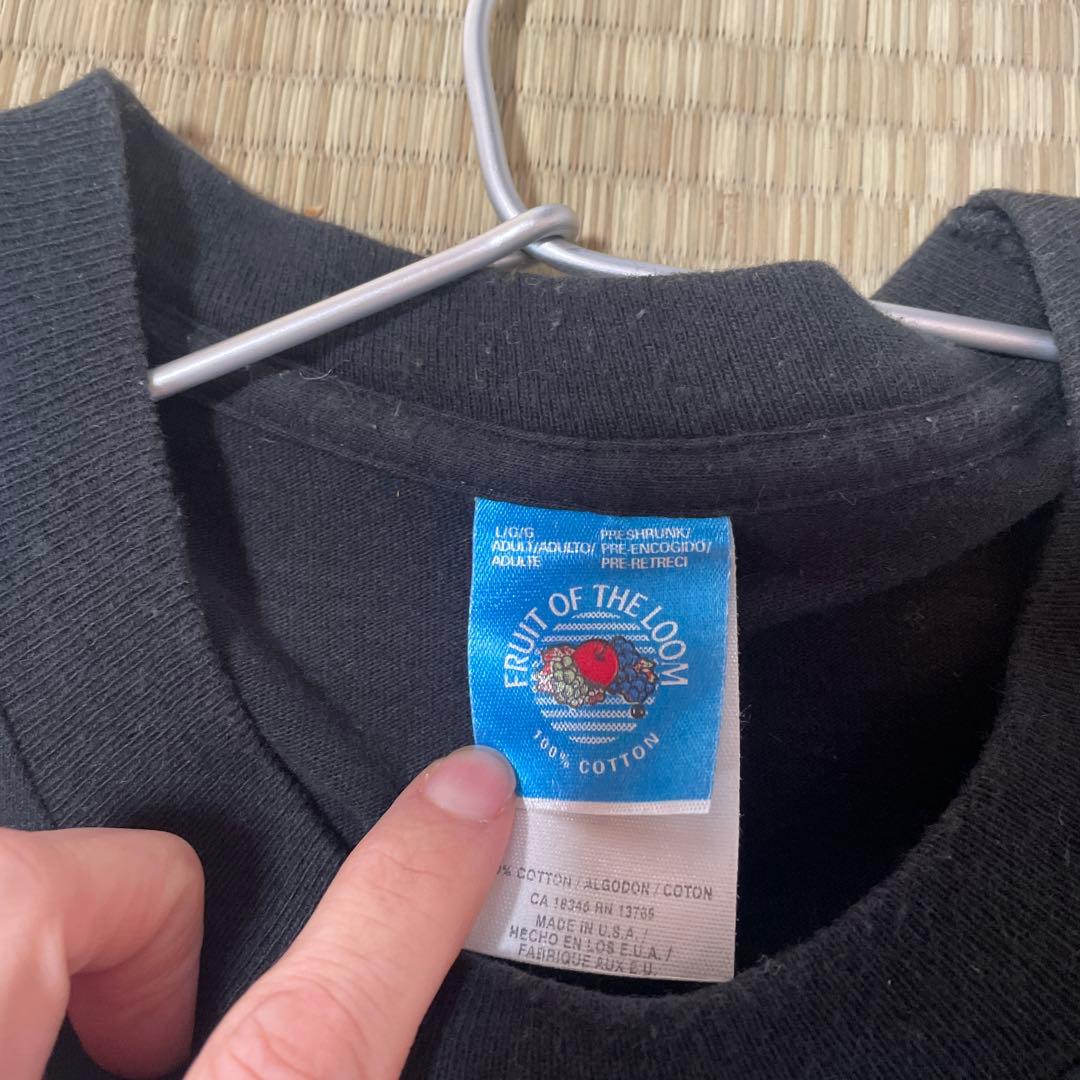 L/G/G
ADULT/ADULTO/
ADULTE
PRESHRUNK/
PRE-ENCOGIDO/
PRE-RETRECI
FRUIT OF THE LOOM
®
100% COTTON
% COTTON / ALGODON / COTON
CA 18346 RN 13765
MADE IN U.S.A. /
HECHO EN LOS E.U.A. /
FABRIQUE AUX E U.